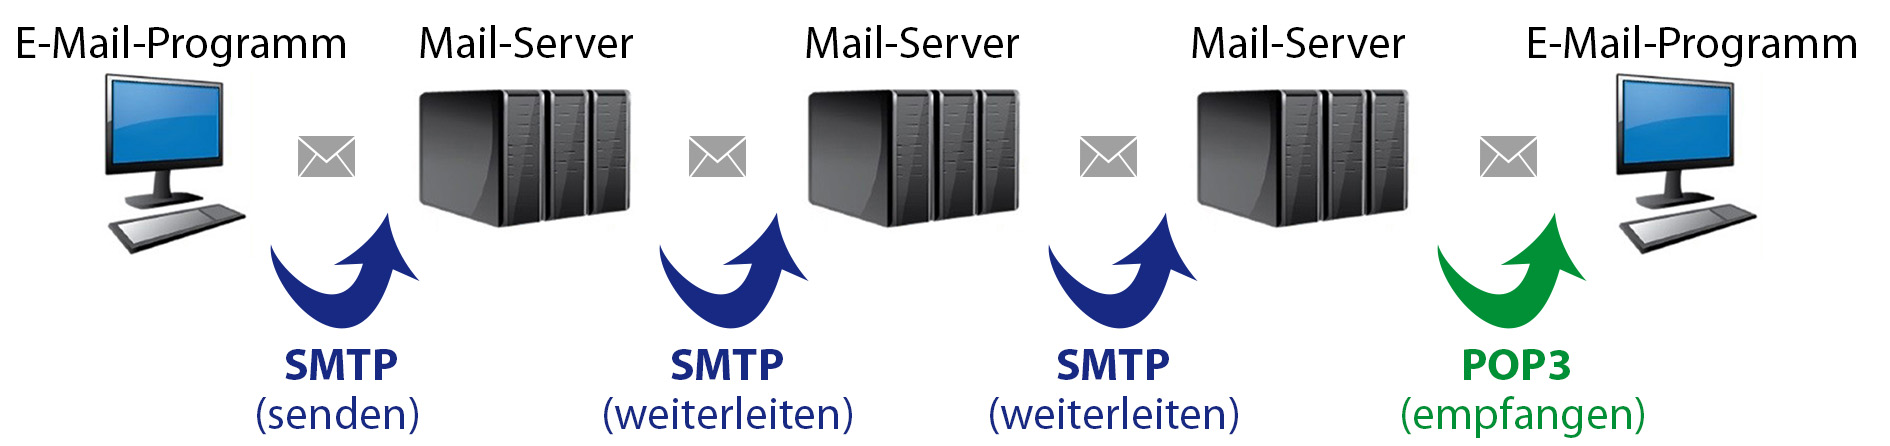 E-Mail-Programm
Mail-Server
Mail-Server
Mail-Server
E-Mail-Programm
SMTP
(senden)
SMTP
(weiterleiten)
SMTP
(weiterleiten)
POP3
(empfangen)